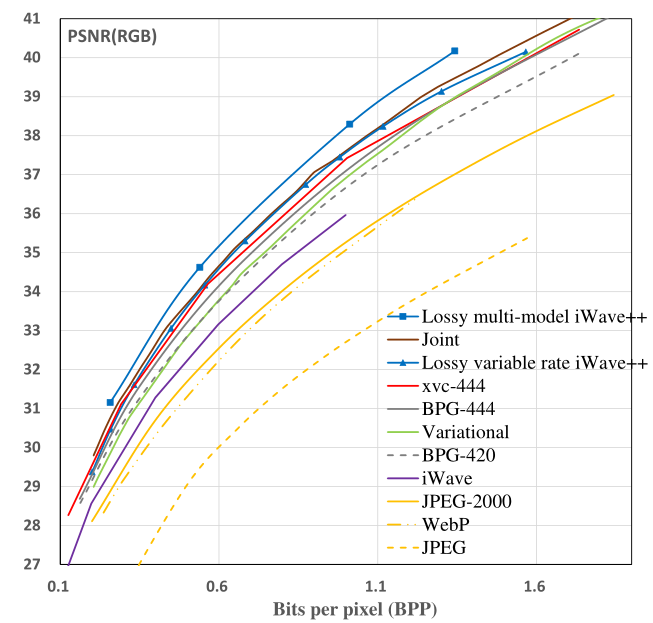 41
PSNR(RGB)
40
39
38
37
36
35
34
33
32
31
30
29
28
27
Lossy multi-model iWave++
Joint
Lossy variable rate iWave++
xvc-444
BPG-444
Variational
BPG-420
iWave
JPEG-2000
WebP
JPEG
0.1 0.6 1.1 1.6
Bits per pixel (BPP)